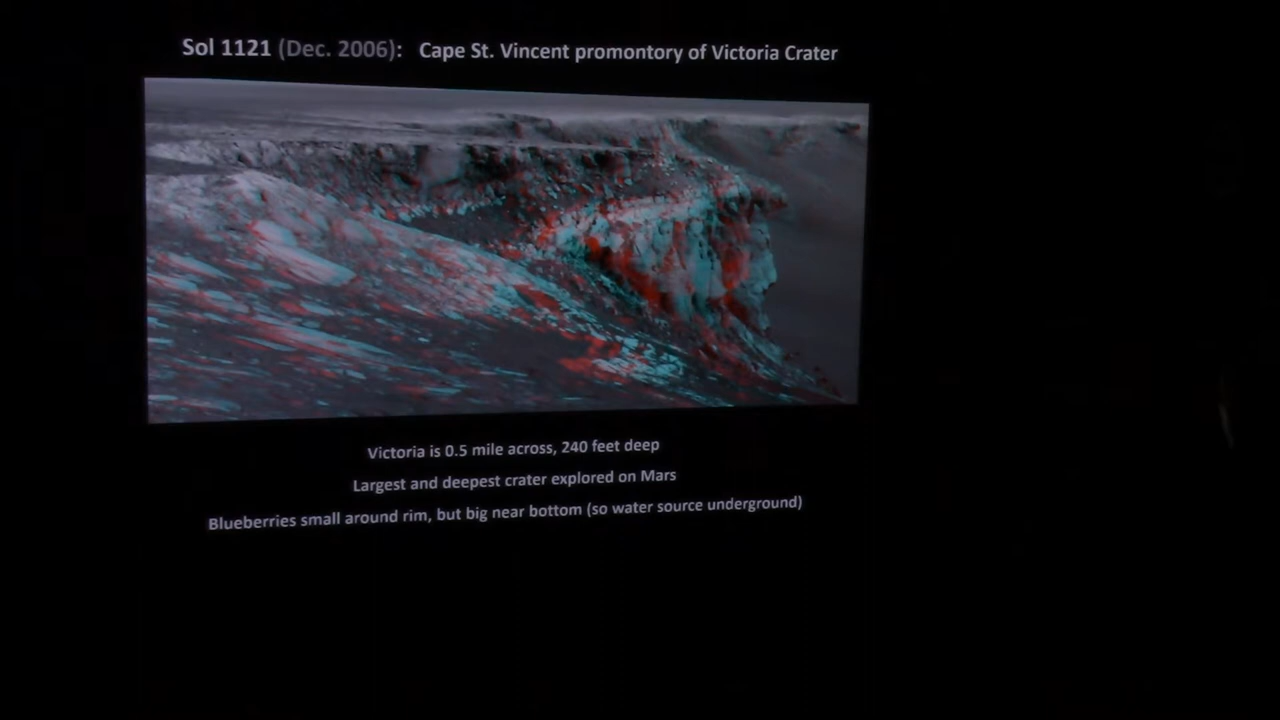 Sol 1121 (Dec. 2006): Cape St. Vincent promontory of Victoria Crater
Victoria is 0.5 mile across, 240 feet deep
Largest and deepest crater explored on Mars
Blueberries small around rim, but big near bottom (so water source underground)